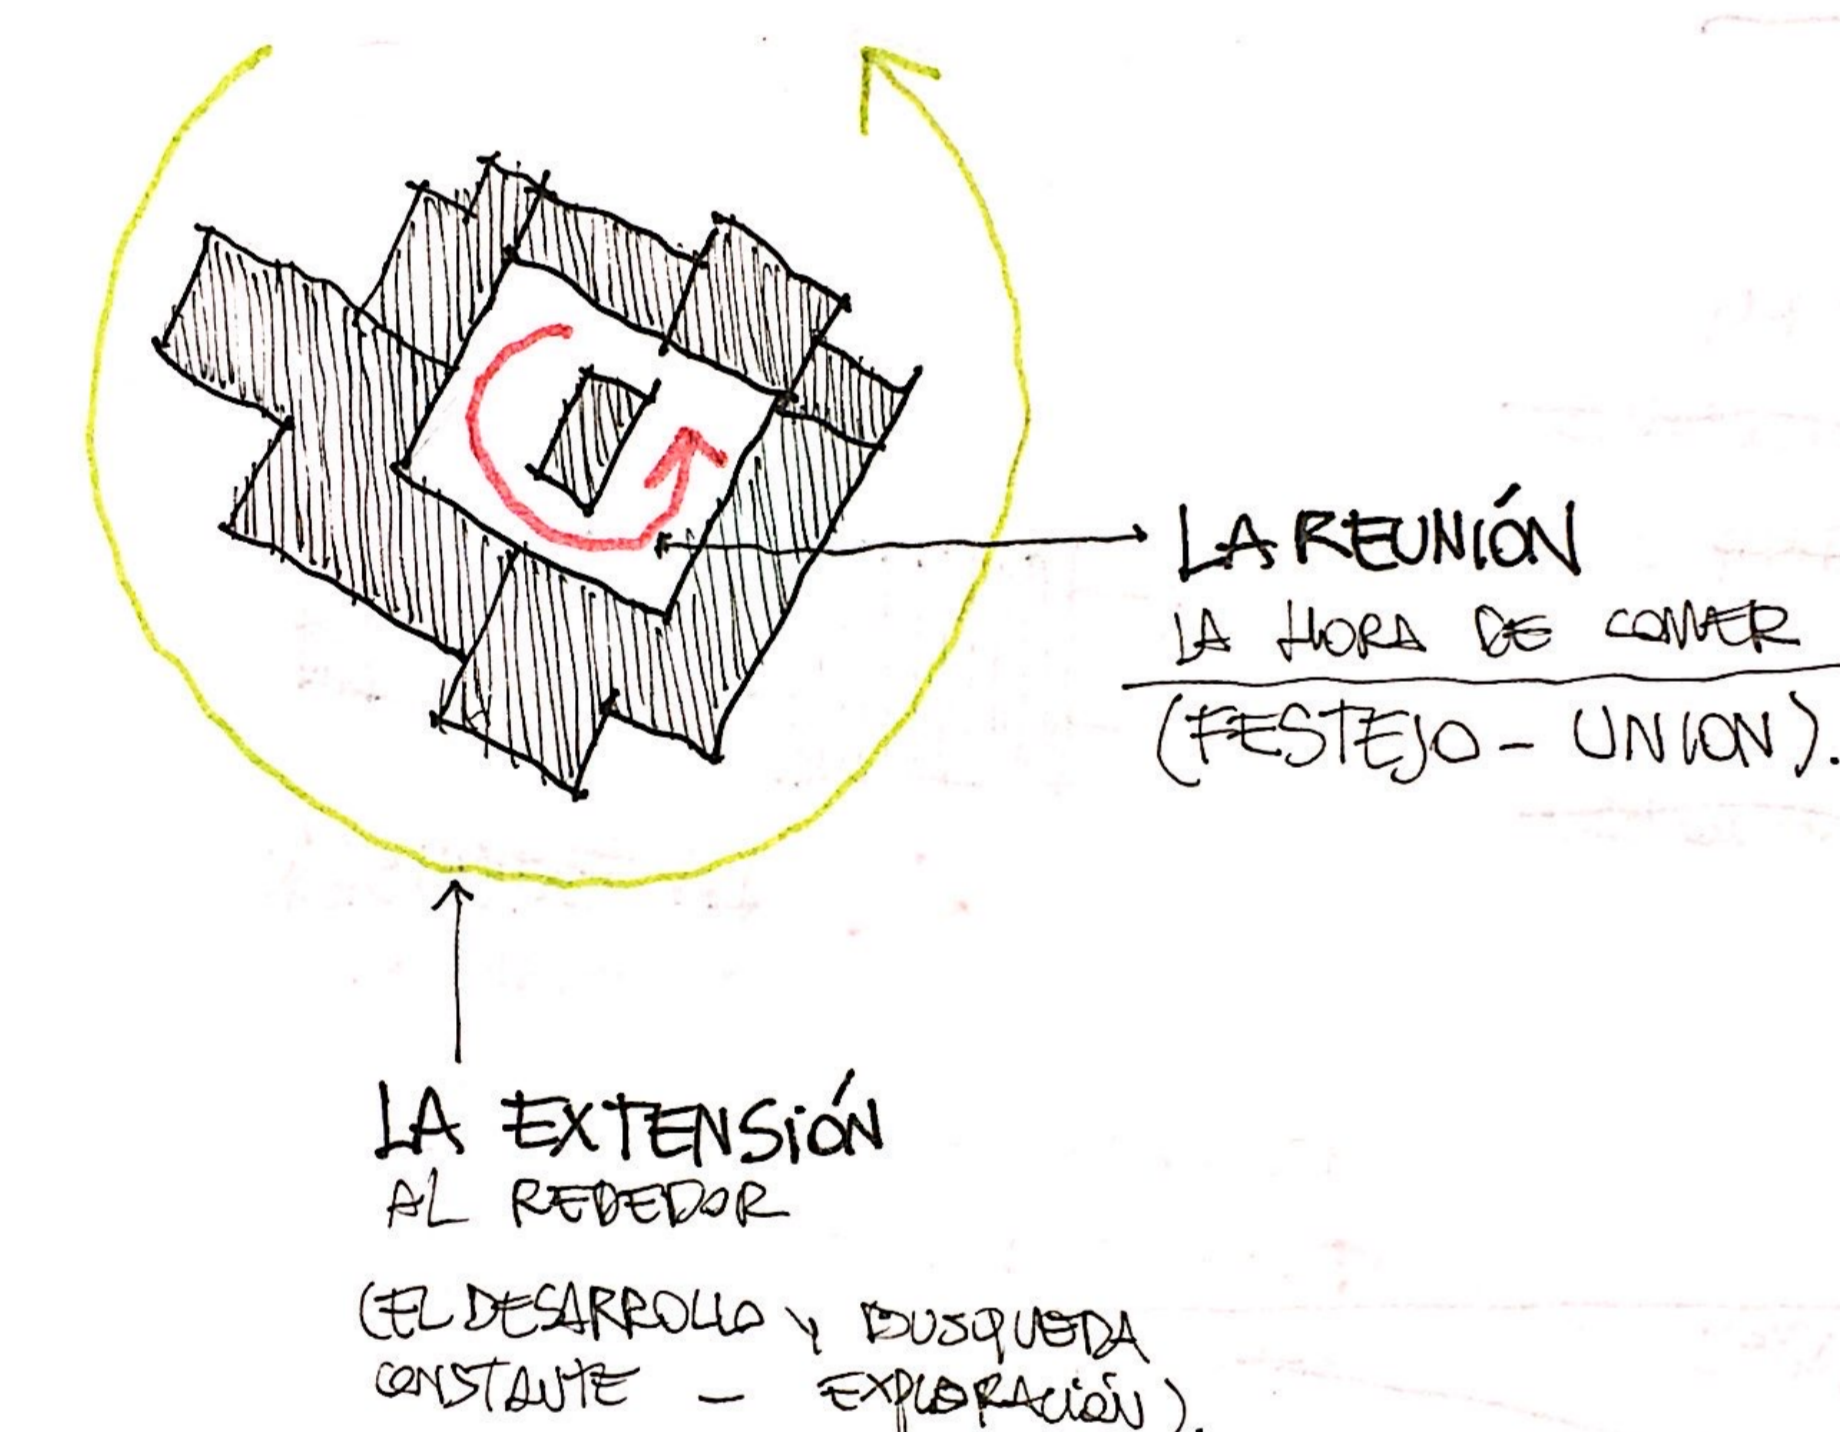 LA REUNIÓN
LA HORA DE COMER
(FESTEJO - UNION).
LA EXTENSIÓN
AL REDEDOR
(EL DESARROLLO Y BUSQUEDA
CONSTANTE - EXPLORACIÓN).